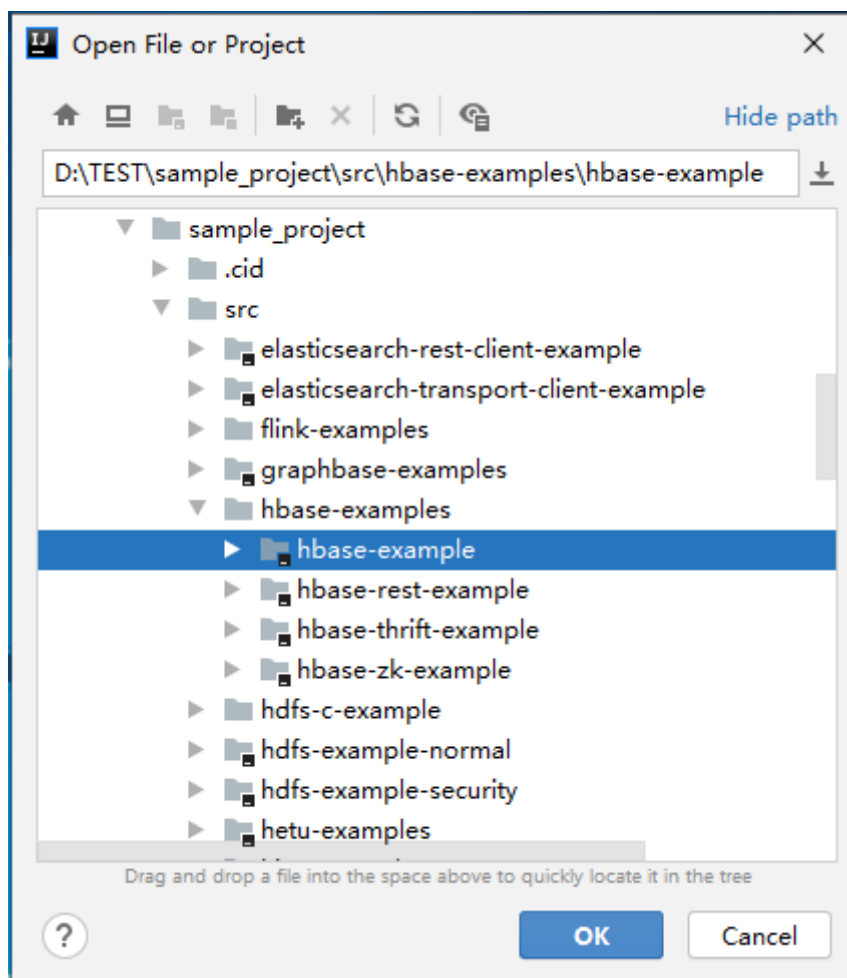 IJ Open File or Project
Hide path
D:\TEST\sample_project\src\hbase-examples\hbase-example
sample_project
.cid
src
elasticsearch-rest-client-example
elasticsearch-transport-client-example
flink-examples
graphbase-examples
hbase-examples
hbase-example
hbase-rest-example
hbase-thrift-example
hbase-zk-example
hdfs-c-example
hdfs-example-normal
hdfs-example-security
hetu-examples
Drag and drop a file into the space above to quickly locate it in the tree
? OK Cancel